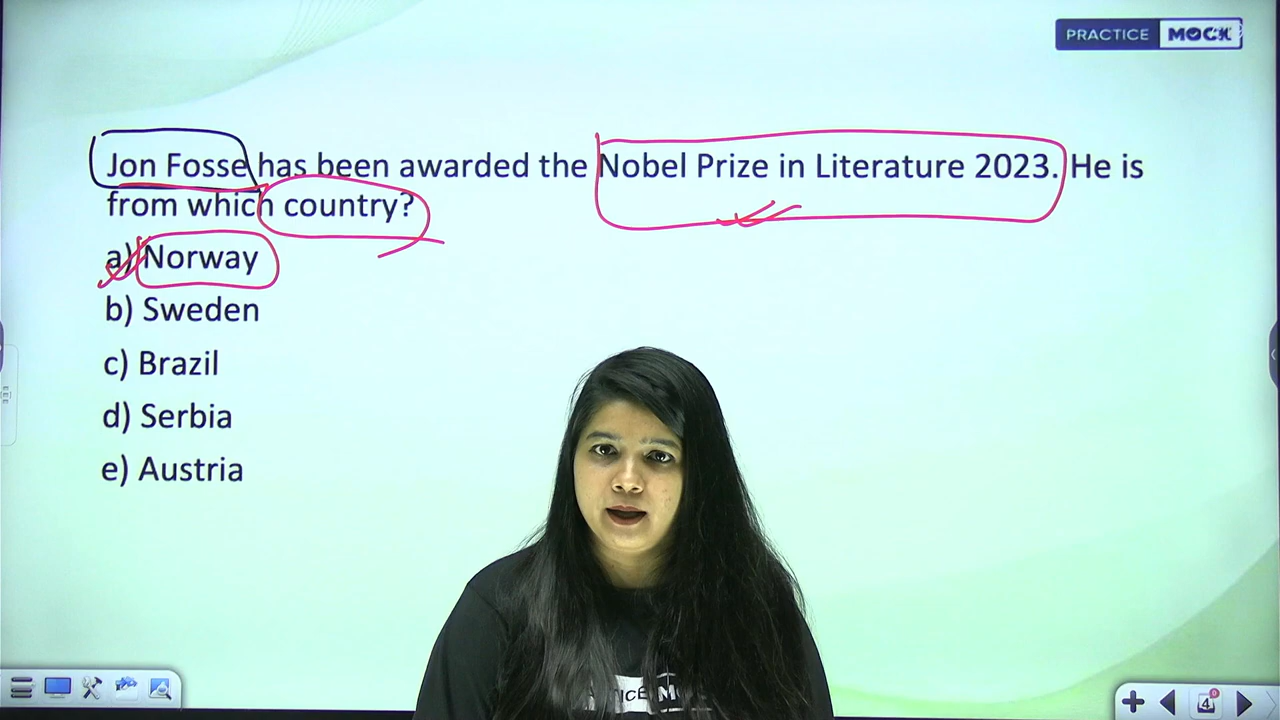 PRACTICE MOCK
Jon Fosse has been awarded the Nobel Prize in Literature 2023. He is
from which country?
a) Norway
b) Sweden
c) Brazil
d) Serbia
e) Austria
4